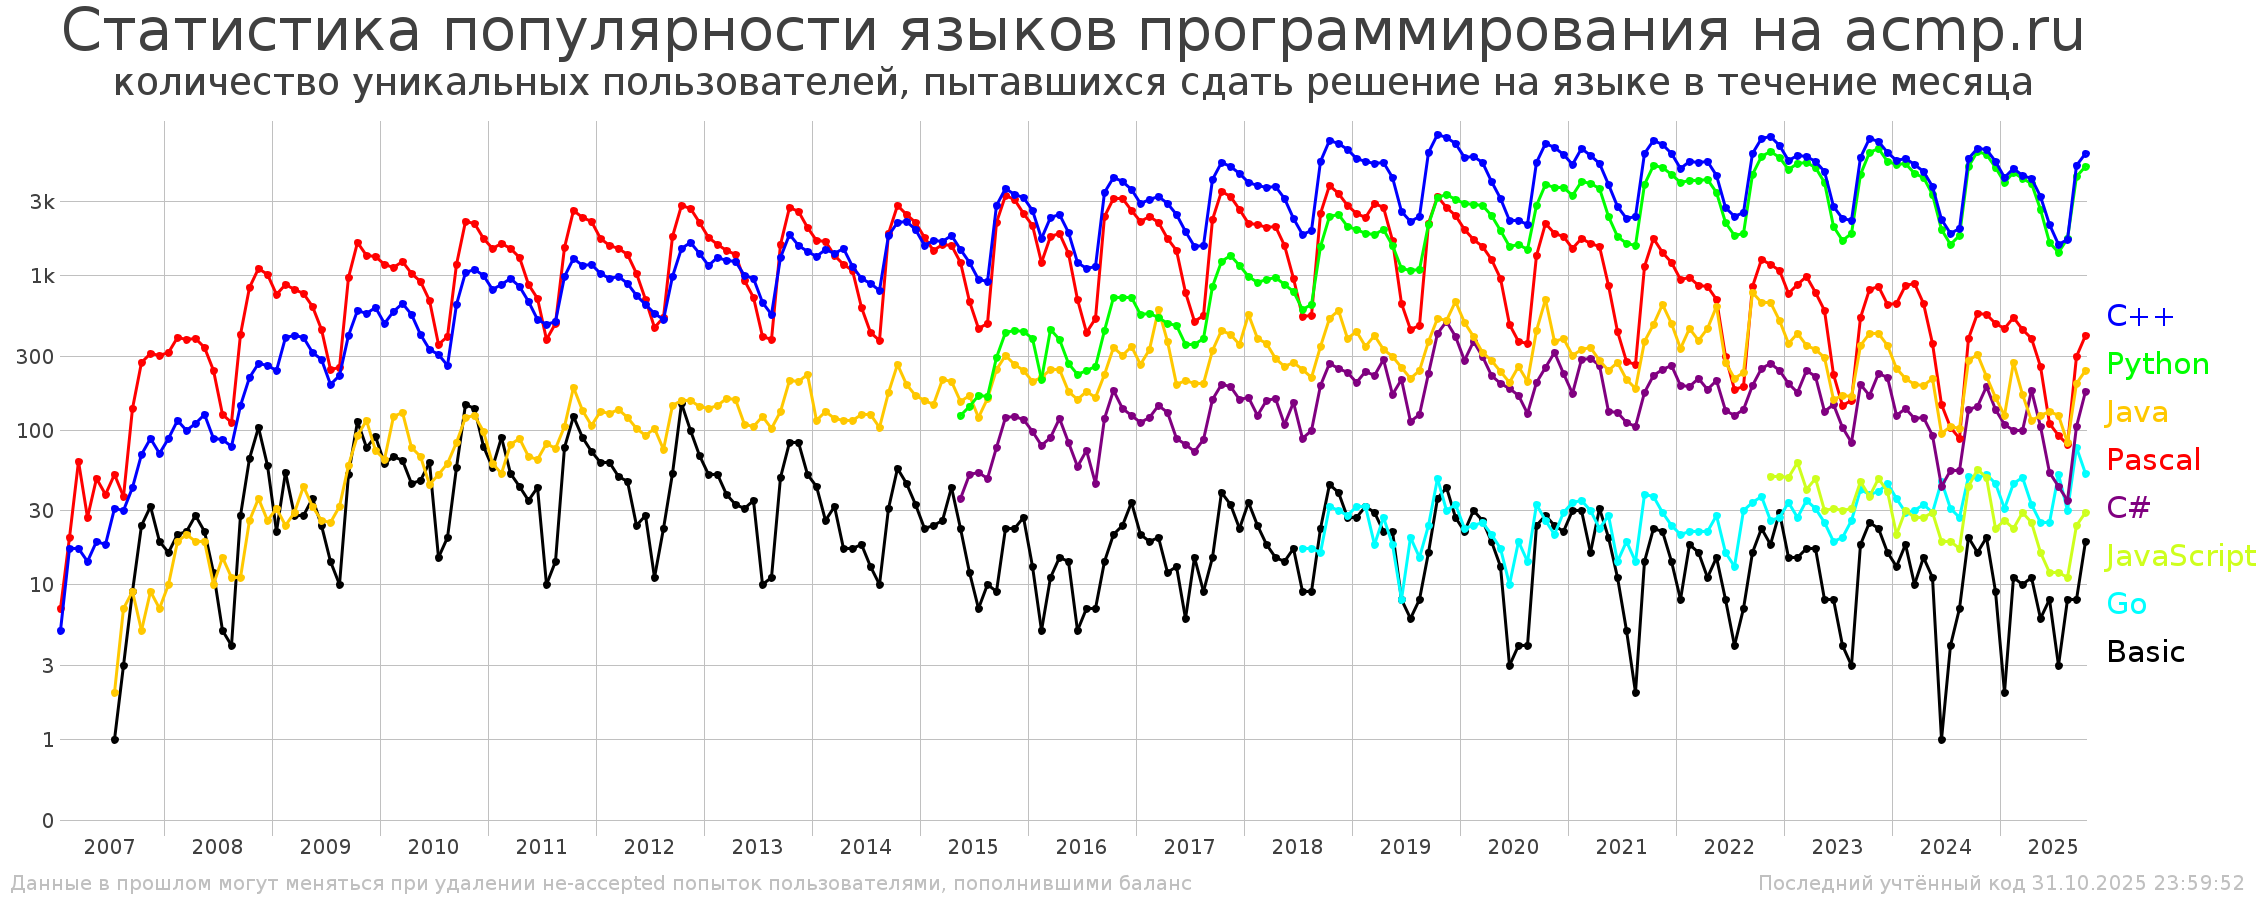 Статистика популярности языков программирования на acmp.ru
количество уникальных пользователей, пытавшихся сдать решение на языке в течение месяца
3k
1k
300
100
30
10
3
1
0
C++
Python
Java
Pascal
C#
JavaScript
Go
Basic
2007 2008 2009 2010 2011 2012 2013 2014 2015 2016 2017 2018 2019 2020 2021 2022 2023 2024 2025
Данные в прошлом могут меняться при удалении не-accepted попыток пользователями, пополнившими баланс
Последний учтённый код 31.10.2025 23:59:52